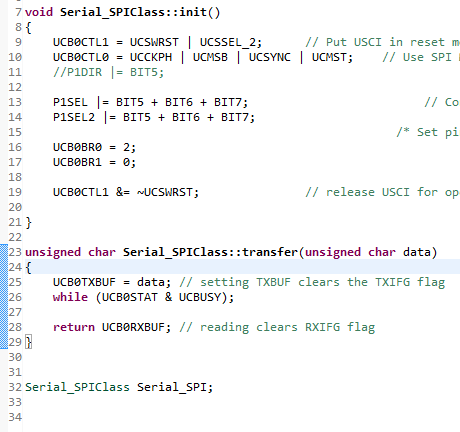 7 void Serial_SPIClass::init()
8 {
9 UCB0CTL1 = UCSWRST | UCSSEL_2; // Put USCI in reset m
10 UCB0CTL0 = UCCKPH | UCMSB | UCSYNC | UCMST; // Use SPI
11 //P1DIR |= BIT5;
12
13 P1SEL |= BIT5 + BIT6 + BIT7; // Co
14 P1SEL2 |= BIT5 + BIT6 + BIT7;
15 /* Set pi
16 UCB0BR0 = 2;
17 UCB0BR1 = 0;
18
19 UCB0CTL1 &= ~UCSWRST; // release USCI for op
20
21 }
22
23 unsigned char Serial_SPIClass::transfer(unsigned char data)
24 {
25 UCB0TXBUF = data; // setting TXBUF clears the TXIFG flag
26 while (UCB0STAT & UCBUSY);
27
28 return UCB0RXBUF; // reading clears RXIFG flag
29 }
30
31
32 Serial_SPIClass Serial_SPI;
33
34